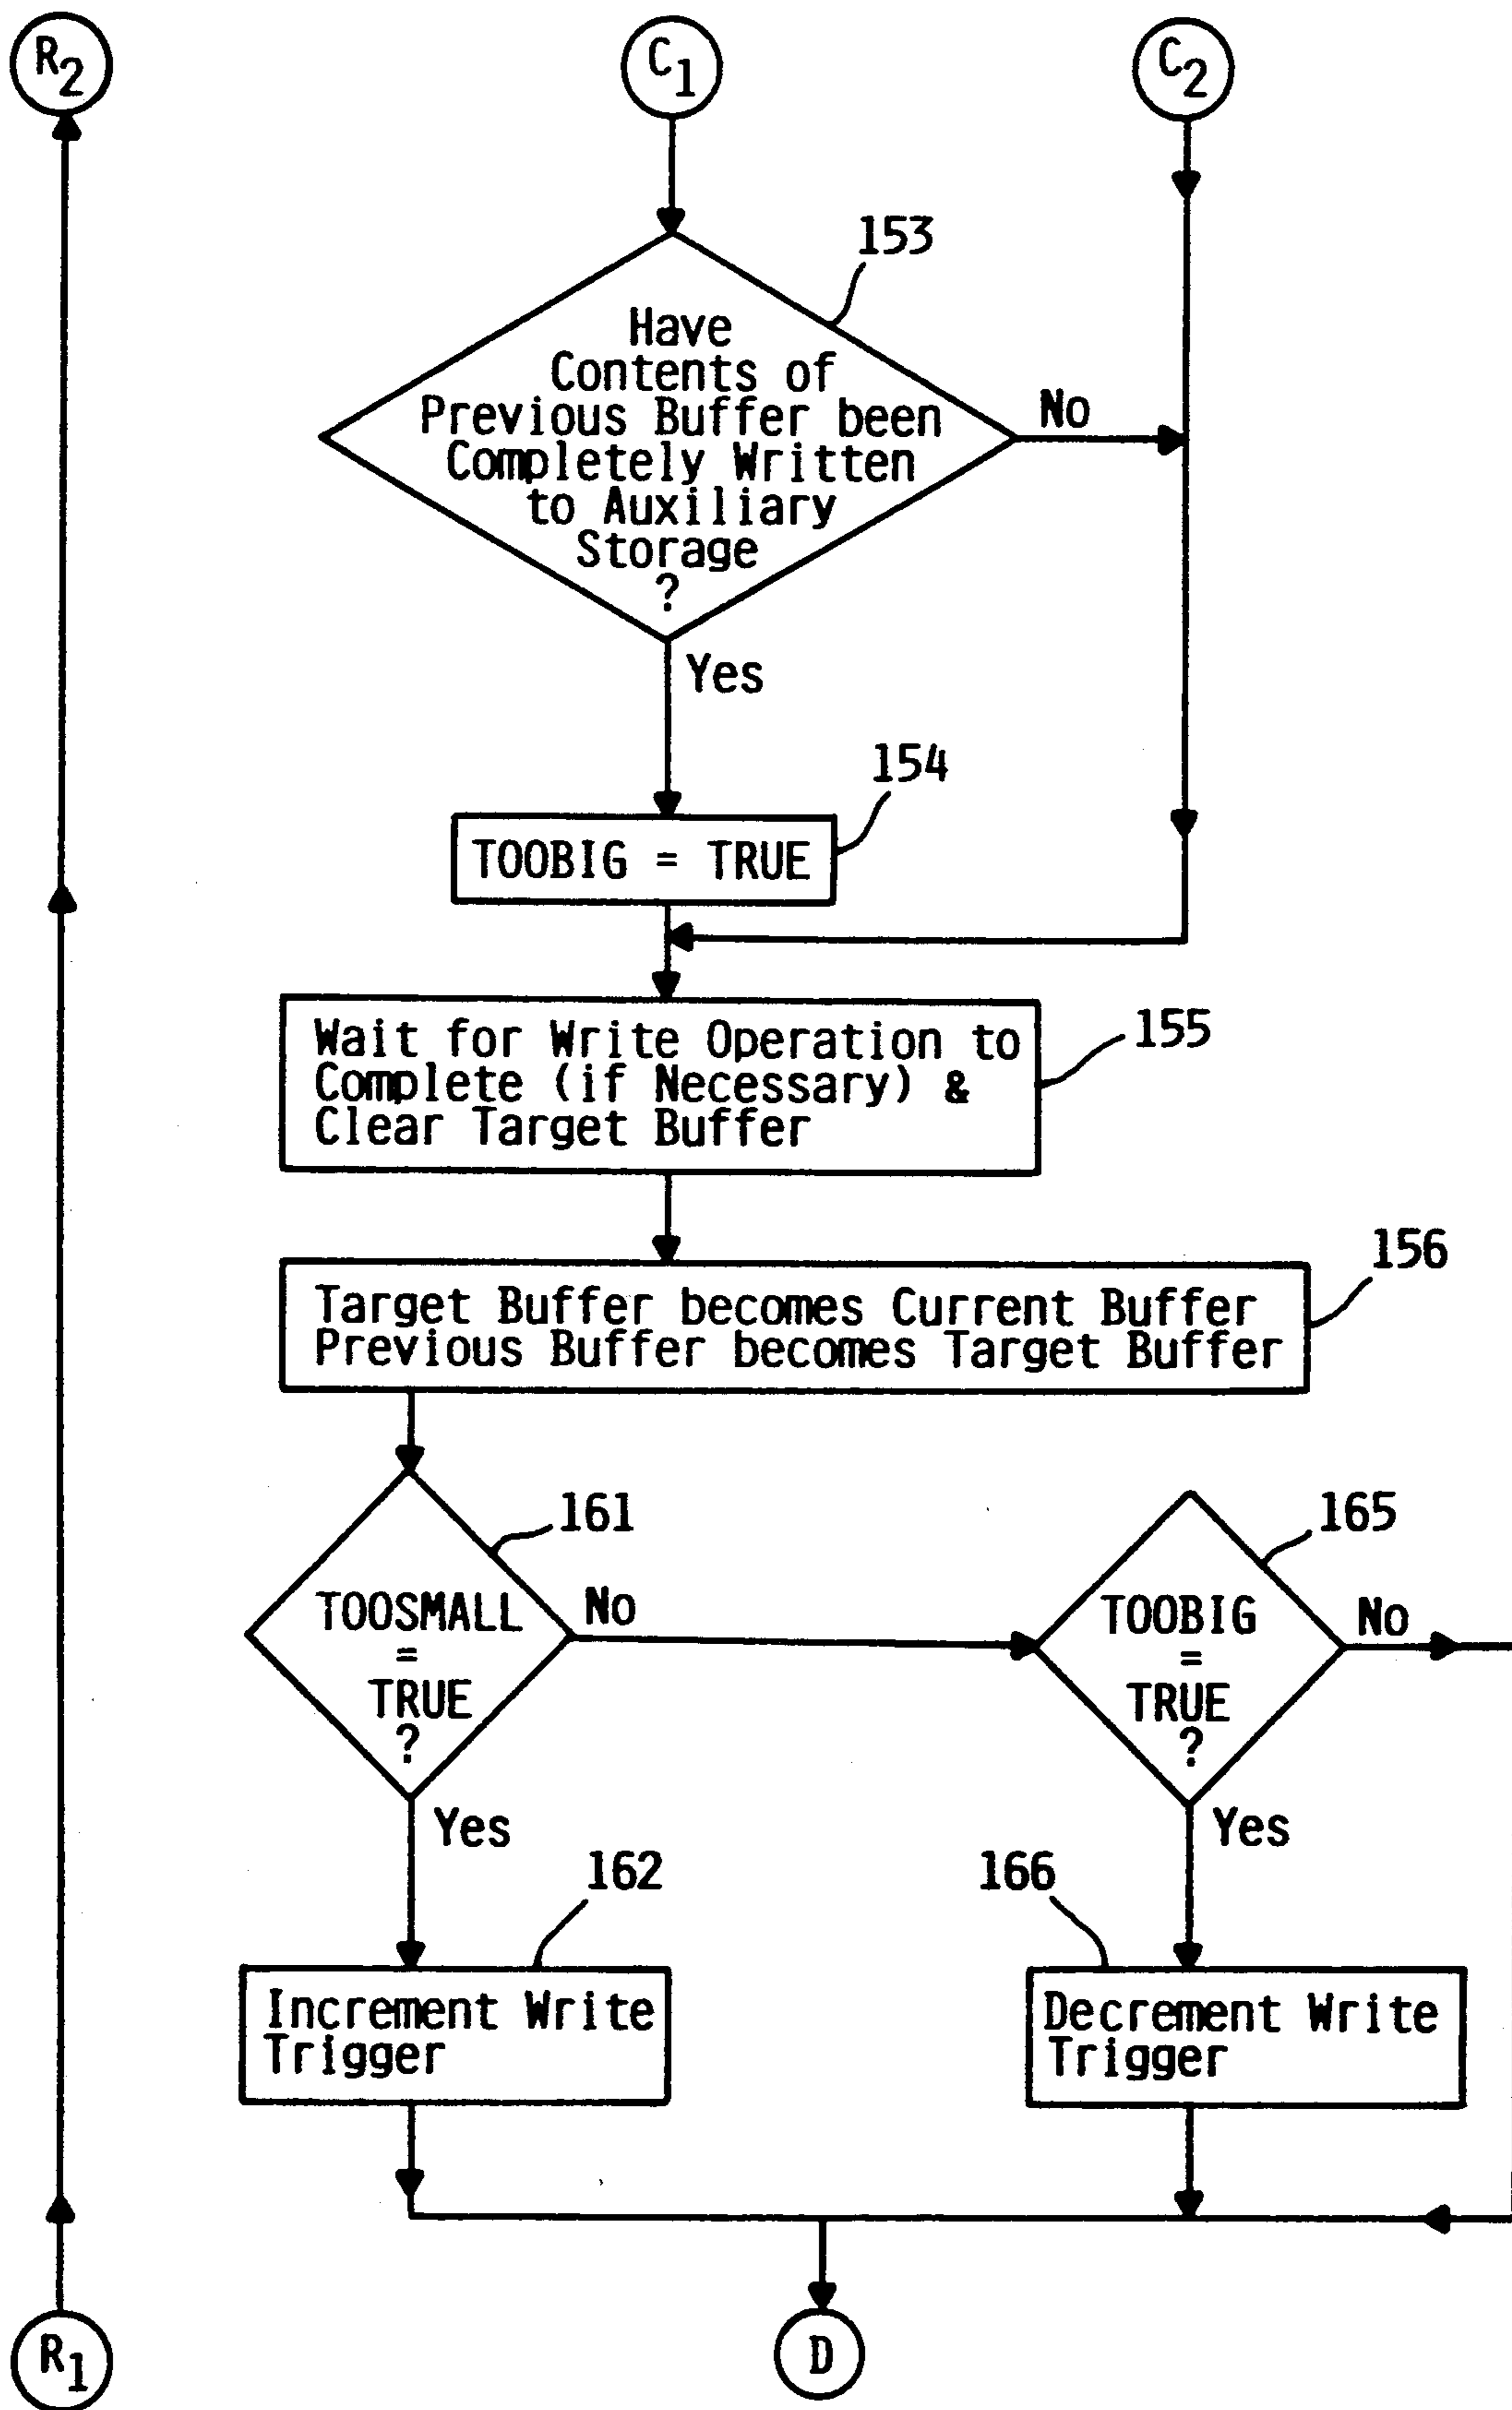 R2
C1
C2
153
Have
Contents of
Previous Buffer been
Completely Written
to Auxiliary
Storage
?
No
Yes
154
TOOBIG = TRUE
155
Wait for Write Operation to
Complete (if Necessary) &
Clear Target Buffer
156
Target Buffer becomes Current Buffer
Previous Buffer becomes Target Buffer
161
TOOSMALL
=
TRUE
?
No
Yes
165
TOOBIG
=
TRUE
?
No
Yes
162
Increment Write
Trigger
166
Decrement Write
Trigger
R1
D